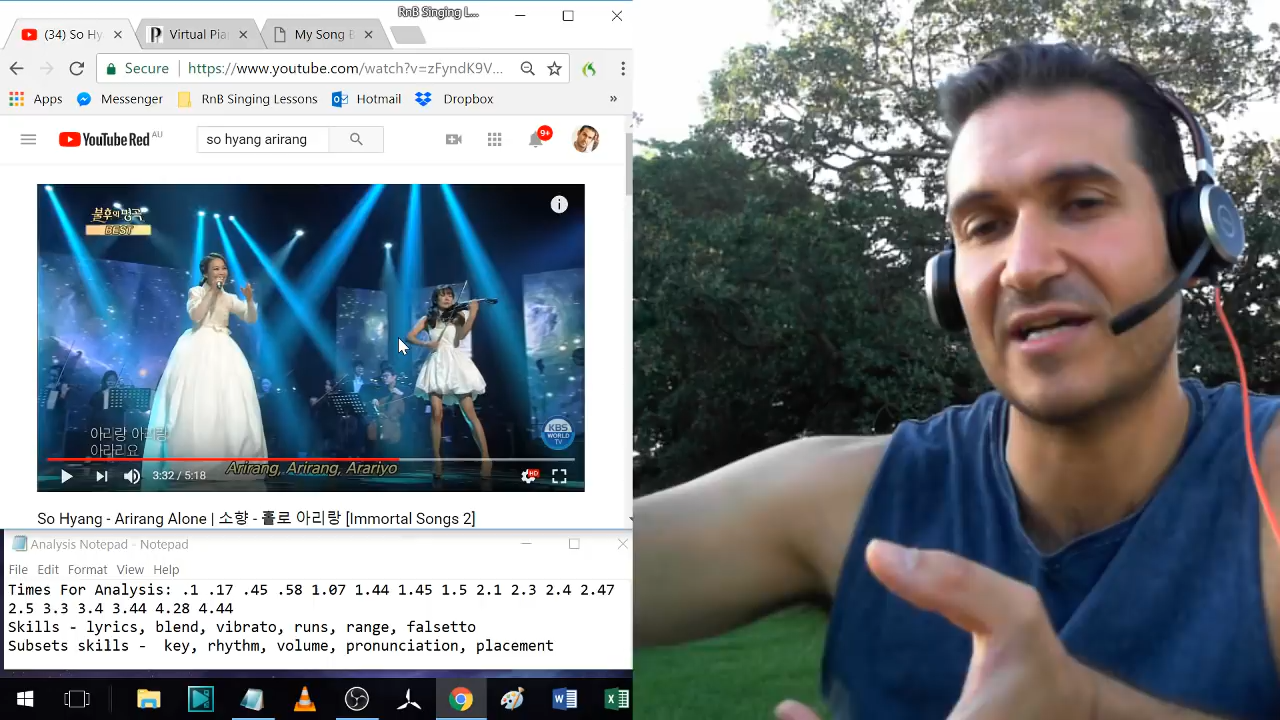 RnB Singing L...
(34) So Hy
Virtual Pia
My Song B
Secure
https://www.youtube.com/watch?v=zFyndK9V...
Apps
Messenger
RnB Singing Lessons
Hotmail
Dropbox
»
YouTube Red AU
so hyang arirang
9+
불후의 명곡
BEST
아리랑 아리랑
아라리요
KBS
WORLD
TV
Arirang, Arirang, Arariyo
3:32 / 5:18
HD
So Hyang - Arirang Alone | 소향 - 홀로 아리랑 [Immortal Songs 2]
Analysis Notepad - Notepad
File Edit Format View Help
Times For Analysis: .1 .17 .45 .58 1.07 1.44 1.45 1.5 2.1 2.3 2.4 2.47
2.5 3.3 3.4 3.44 4.28 4.44
Skills - lyrics, blend, vibrato, runs, range, falsetto
Subsets skills -  key, rhythm, volume, pronunciation, placement